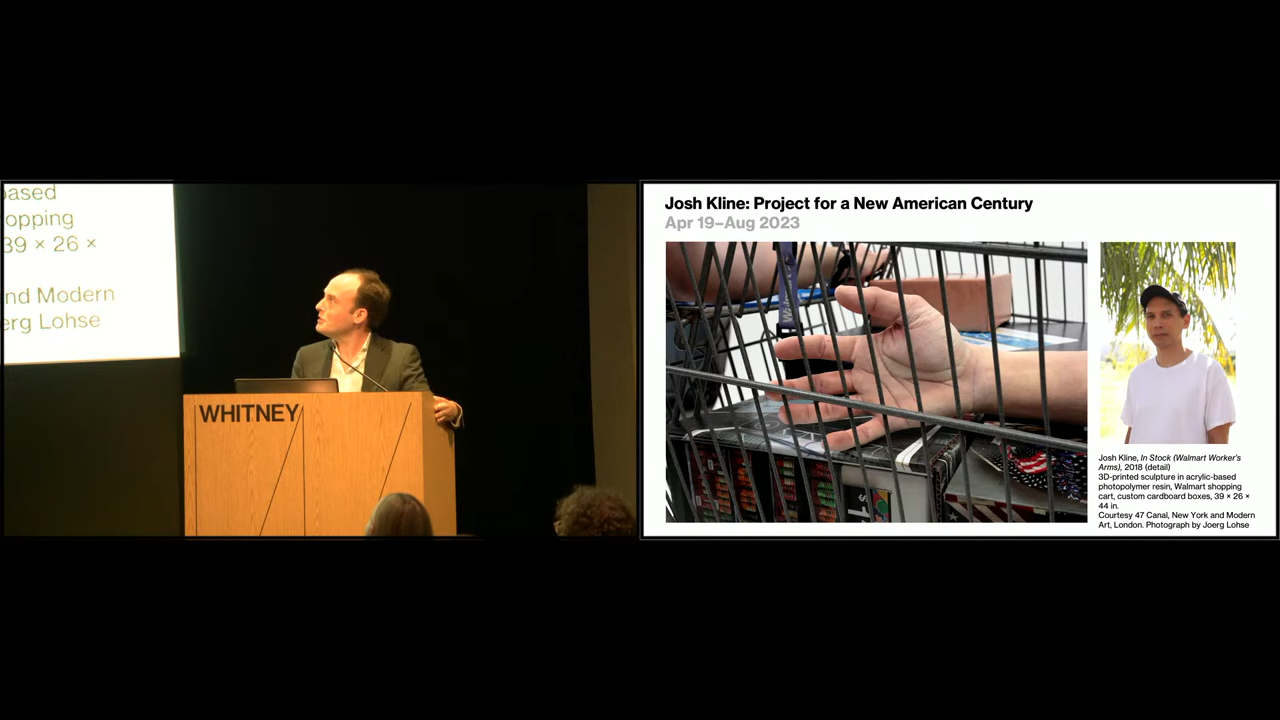 based
opping
39 × 26 ×
nd Modern
erg Lohse
WHITNEY
Josh Kline: Project for a New American Century
Apr 19–Aug 2023
Josh Kline, In Stock (Walmart Worker's
Arms), 2018 (detail)
3D-printed sculpture in acrylic-based
photopolymer resin, Walmart shopping
cart, custom cardboard boxes, 39 × 26 ×
44 in.
Courtesy 47 Canal, New York and Modern
Art, London. Photograph by Joerg Lohse